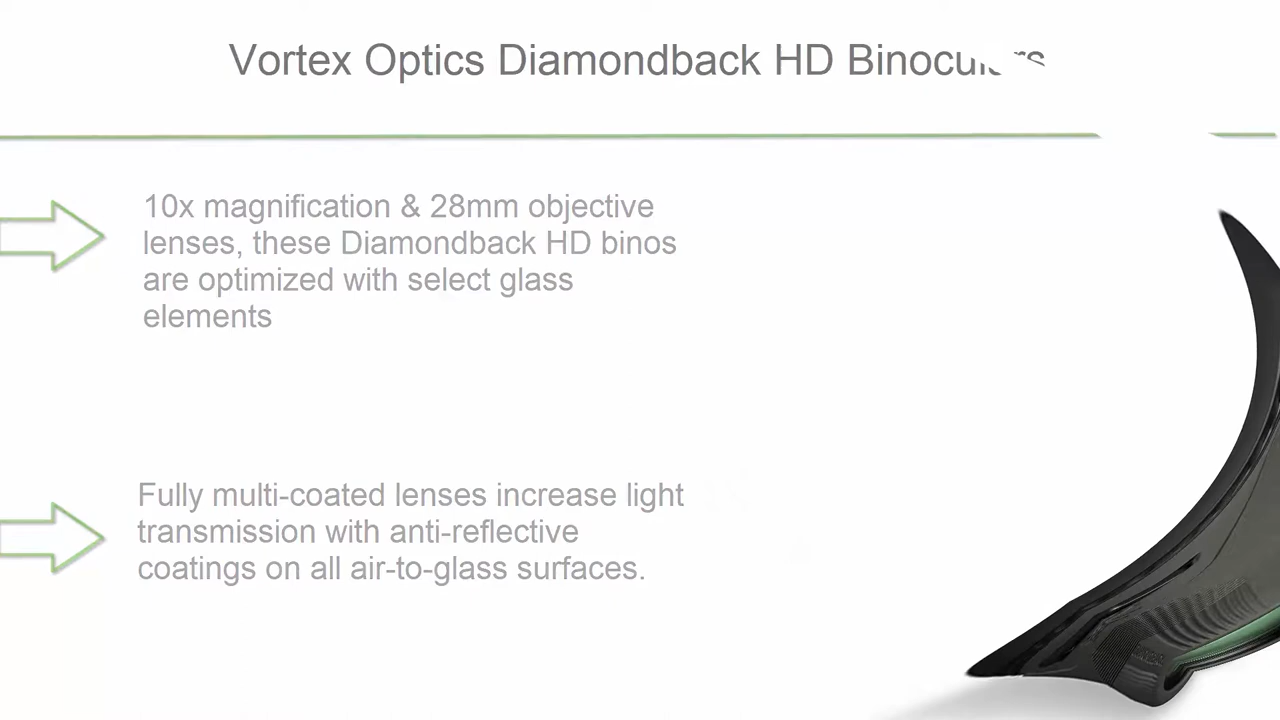 Vortex Optics Diamondback HD Binoculars
10x magnification & 28mm objective
lenses, these Diamondback HD binos
are optimized with select glass
elements
Fully multi-coated lenses increase light
transmission with anti-reflective
coatings on all air-to-glass surfaces.